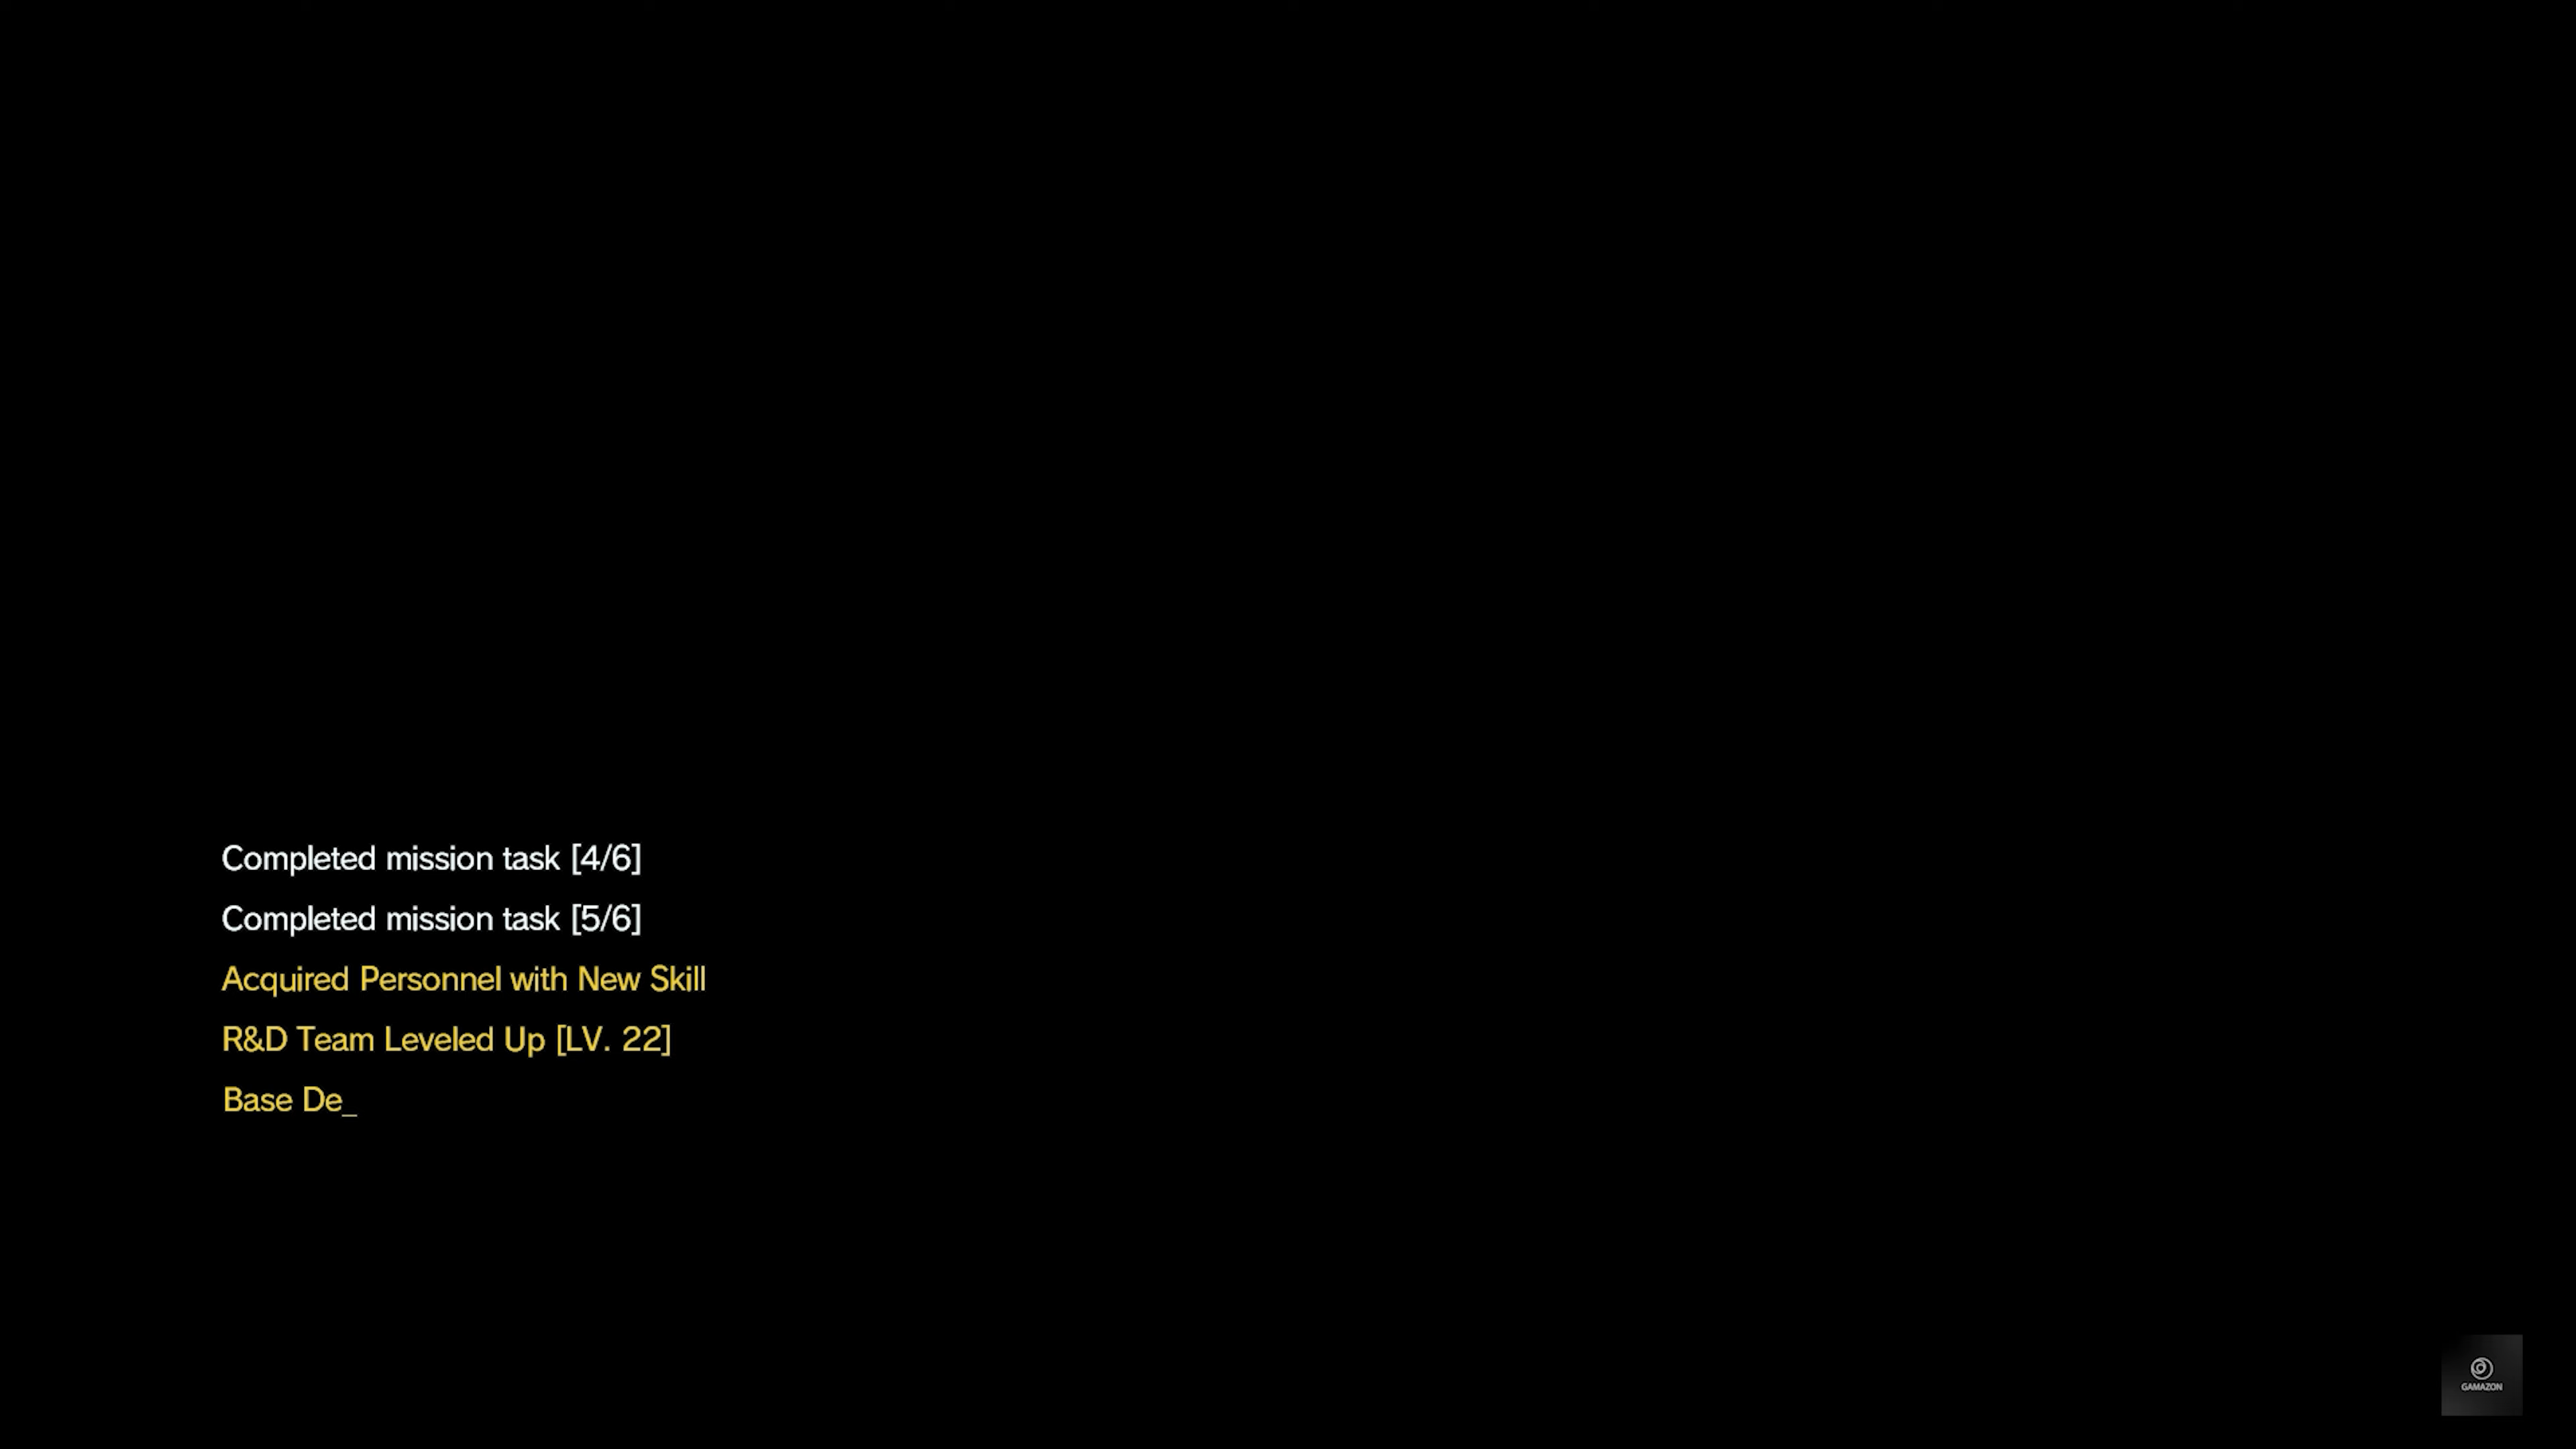 Completed mission task [4/6]
Completed mission task [5/6]
Acquired Personnel with New Skill
R&D Team Leveled Up [LV. 22]
Base De_
GAMAZON